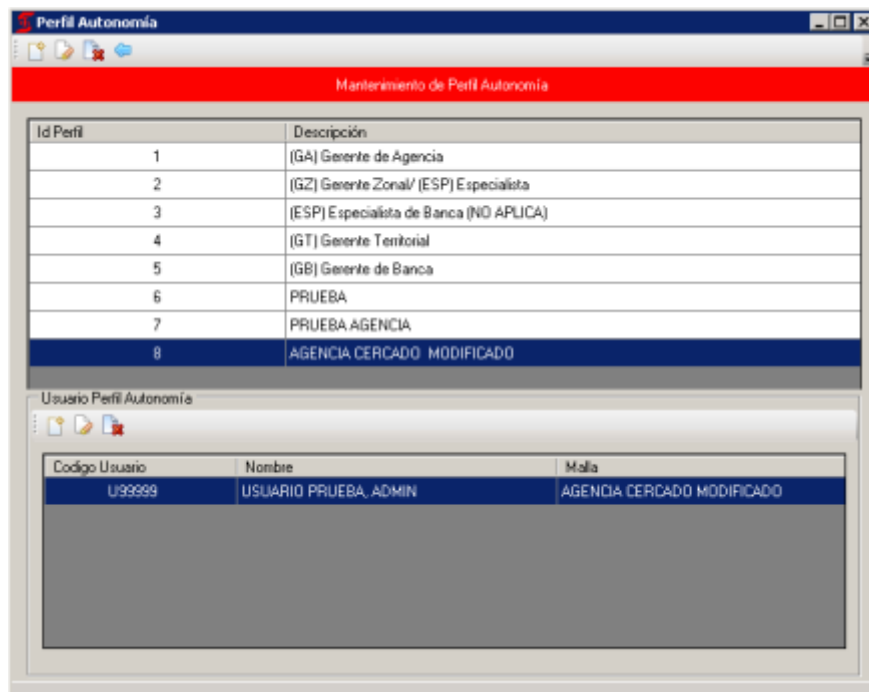 Perfil Autonomía
Mantenimiento de Perfil Autonomía
Id Perfil Descripción
1 (GA) Gerente de Agencia
2 (GZ) Gerente Zonal/ (ESP) Especialista
3 (ESP) Especialista de Banca (NO APLICA)
4 (GT) Gerente Territorial
5 (GB) Gerente de Banca
6 PRUEBA
7 PRUEBA AGENCIA
8 AGENCIA CERCADO MODIFICADO
Usuario Perfil Autonomía
Codigo Usuario Nombre Malla
U99999 USUARIO PRUEBA, ADMIN AGENCIA CERCADO MODIFICADO